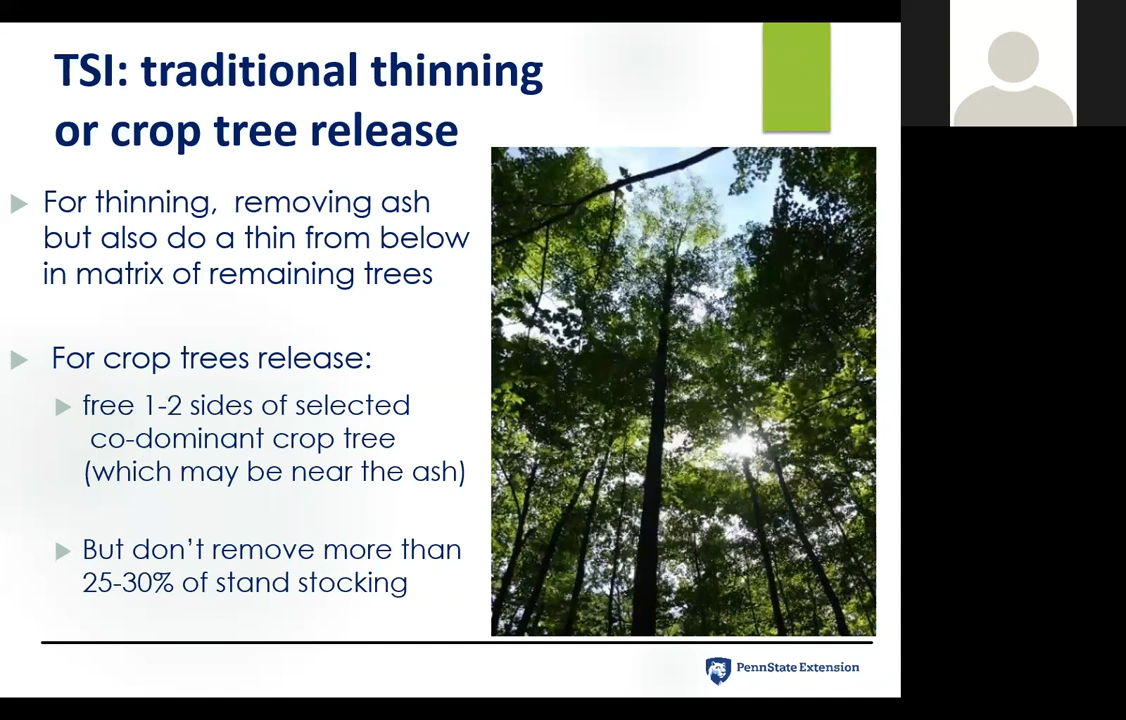 TSI: traditional thinning
or crop tree release
For thinning, removing ash
but also do a thin from below
in matrix of remaining trees
For crop trees release:
free 1-2 sides of selected
co-dominant crop tree
(which may be near the ash)
But don't remove more than
25-30% of stand stocking
PennState Extension